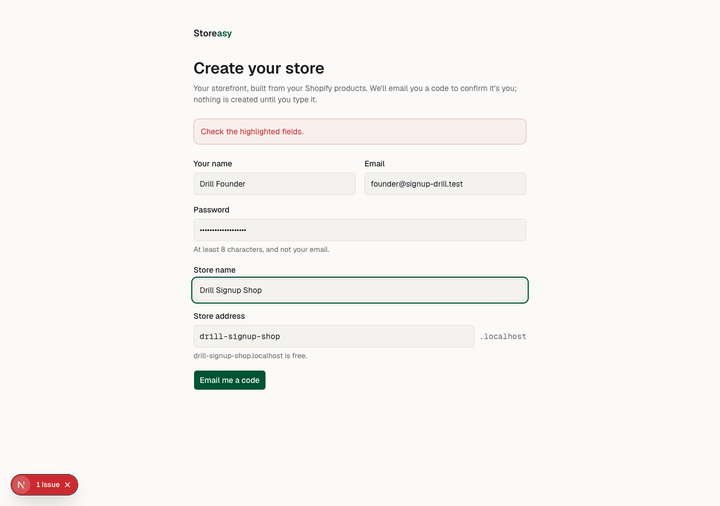 Storeasy
Create your store
Your storefront, built from your Shopify products. We'll email you a code to confirm it's you;
nothing is created until you type it.
Check the highlighted fields.
Your name
Email
Drill Founder
founder@signup-drill.test
Password
••••••••••••••••••
At least 8 characters, and not your email.
Store name
Drill Signup Shop
Store address
drill-signup-shop
.localhost
drill-signup-shop.localhost is free.
Email me a code
N
1 Issue